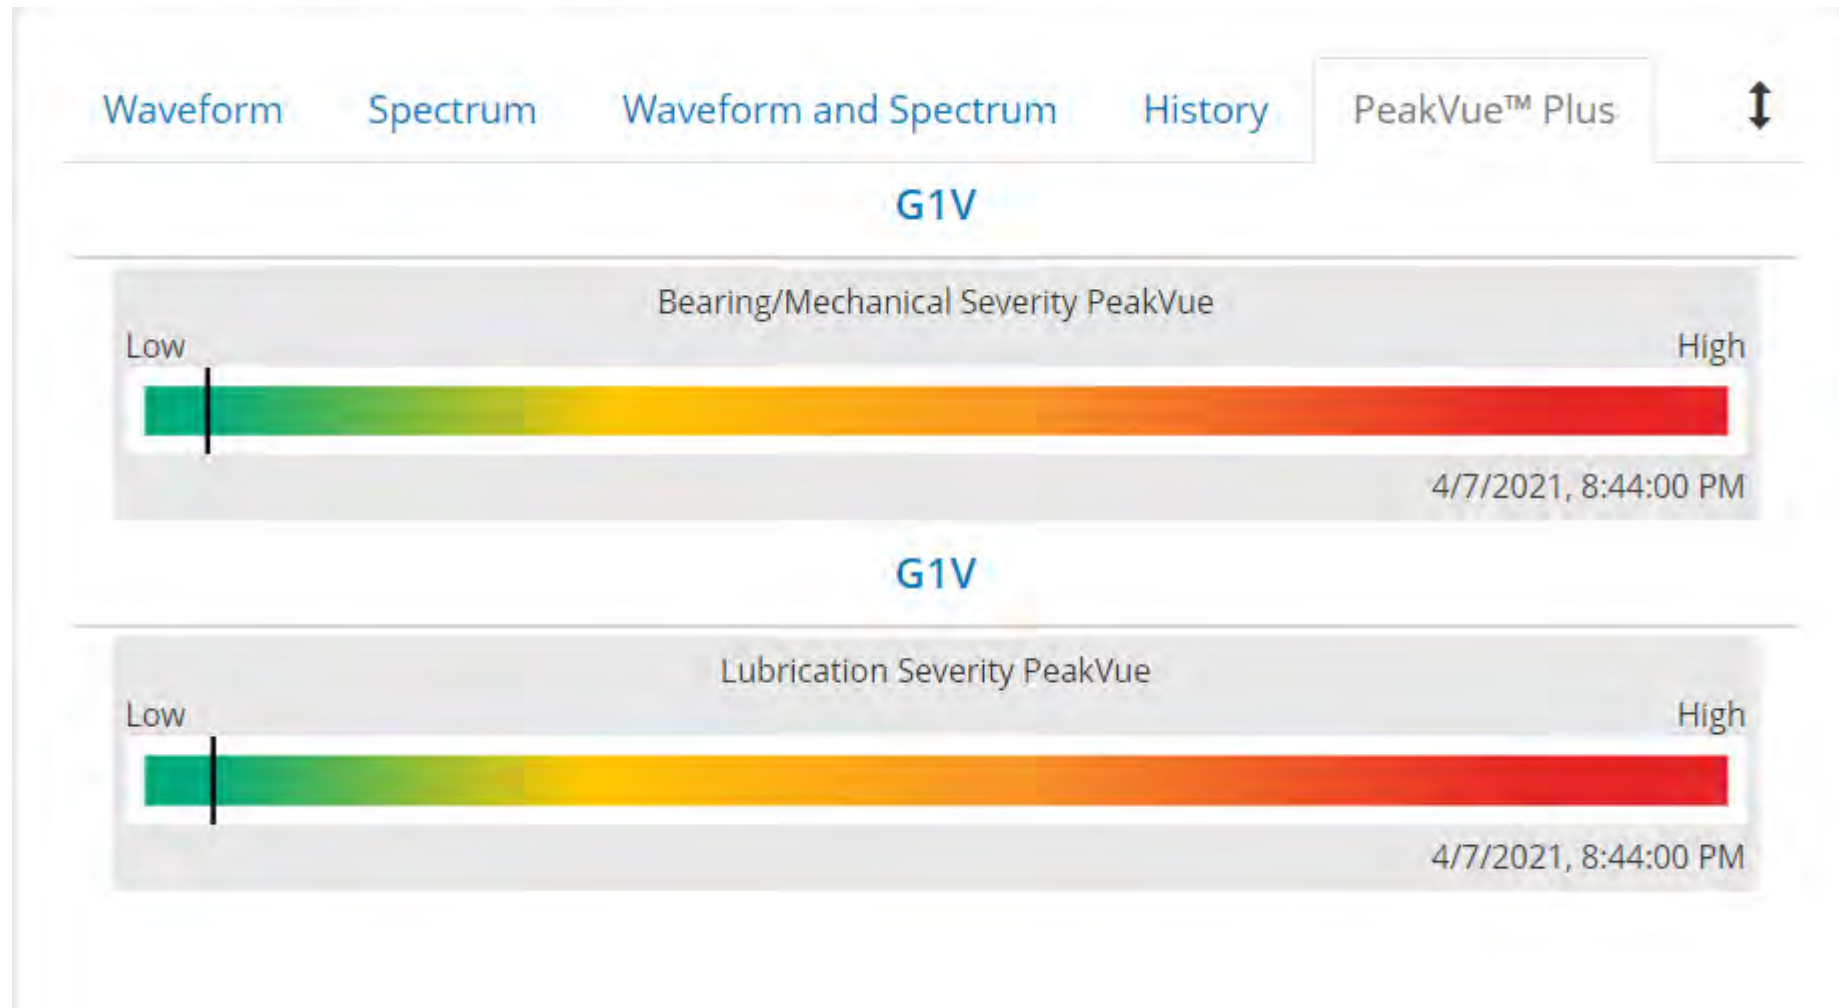 Waveform Spectrum Waveform and Spectrum History PeakVue™ Plus
G1V
Bearing/Mechanical Severity PeakVue
Low High
4/7/2021, 8:44:00 PM
G1V
Lubrication Severity PeakVue
Low High
4/7/2021, 8:44:00 PM